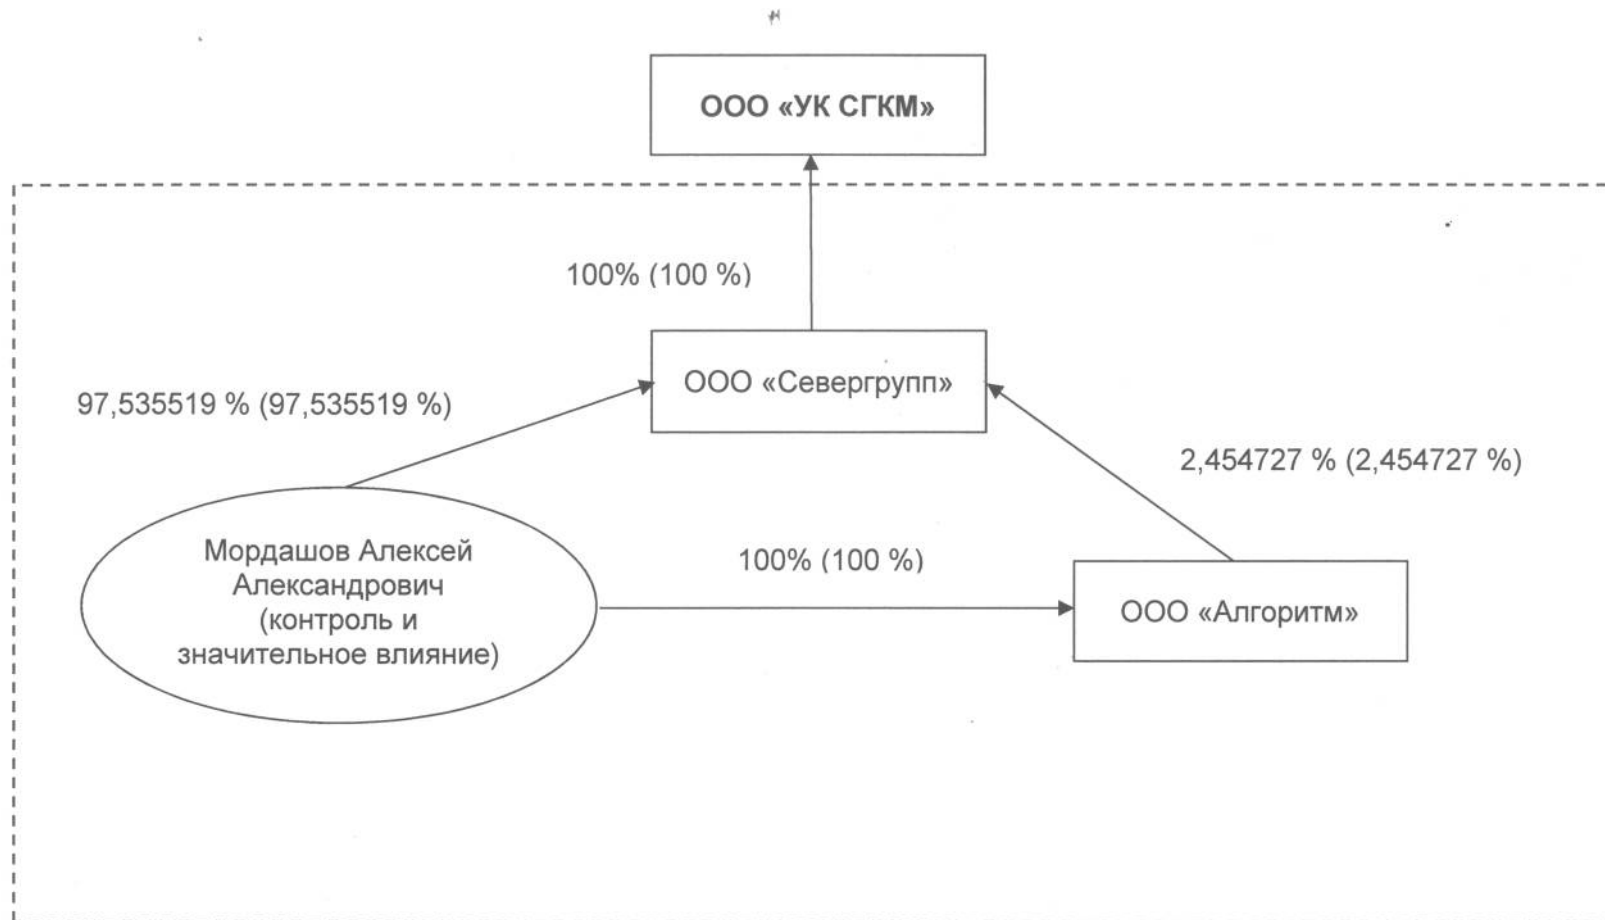 ООО «УК СГКМ»
100% (100 %)
ООО «Севергрупп»
97,535519 % (97,535519 %)
2,454727 % (2,454727 %)
Мордашов Алексей
Александрович
(контроль и
значительное влияние)
100% (100 %)
ООО «Алгоритм»